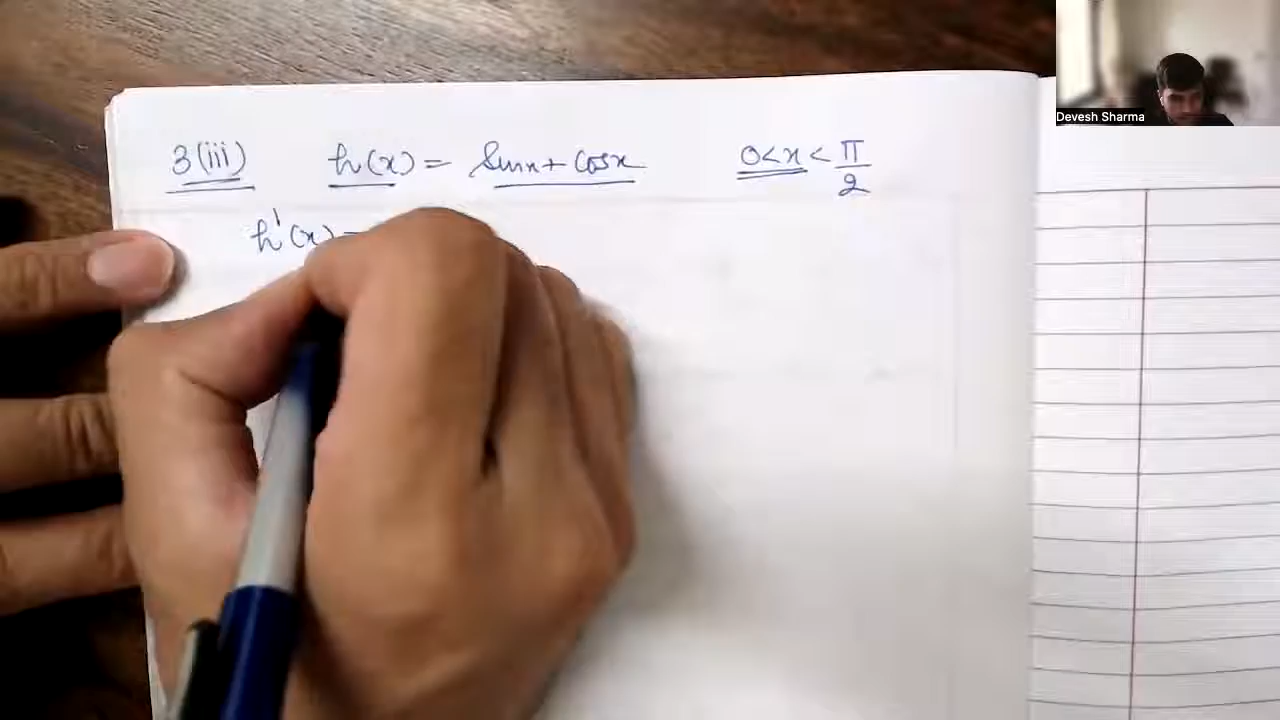 3(iii) h(x) = Sinx + Cosx 0<x<π/2
h'(x) =
Devesh Sharma